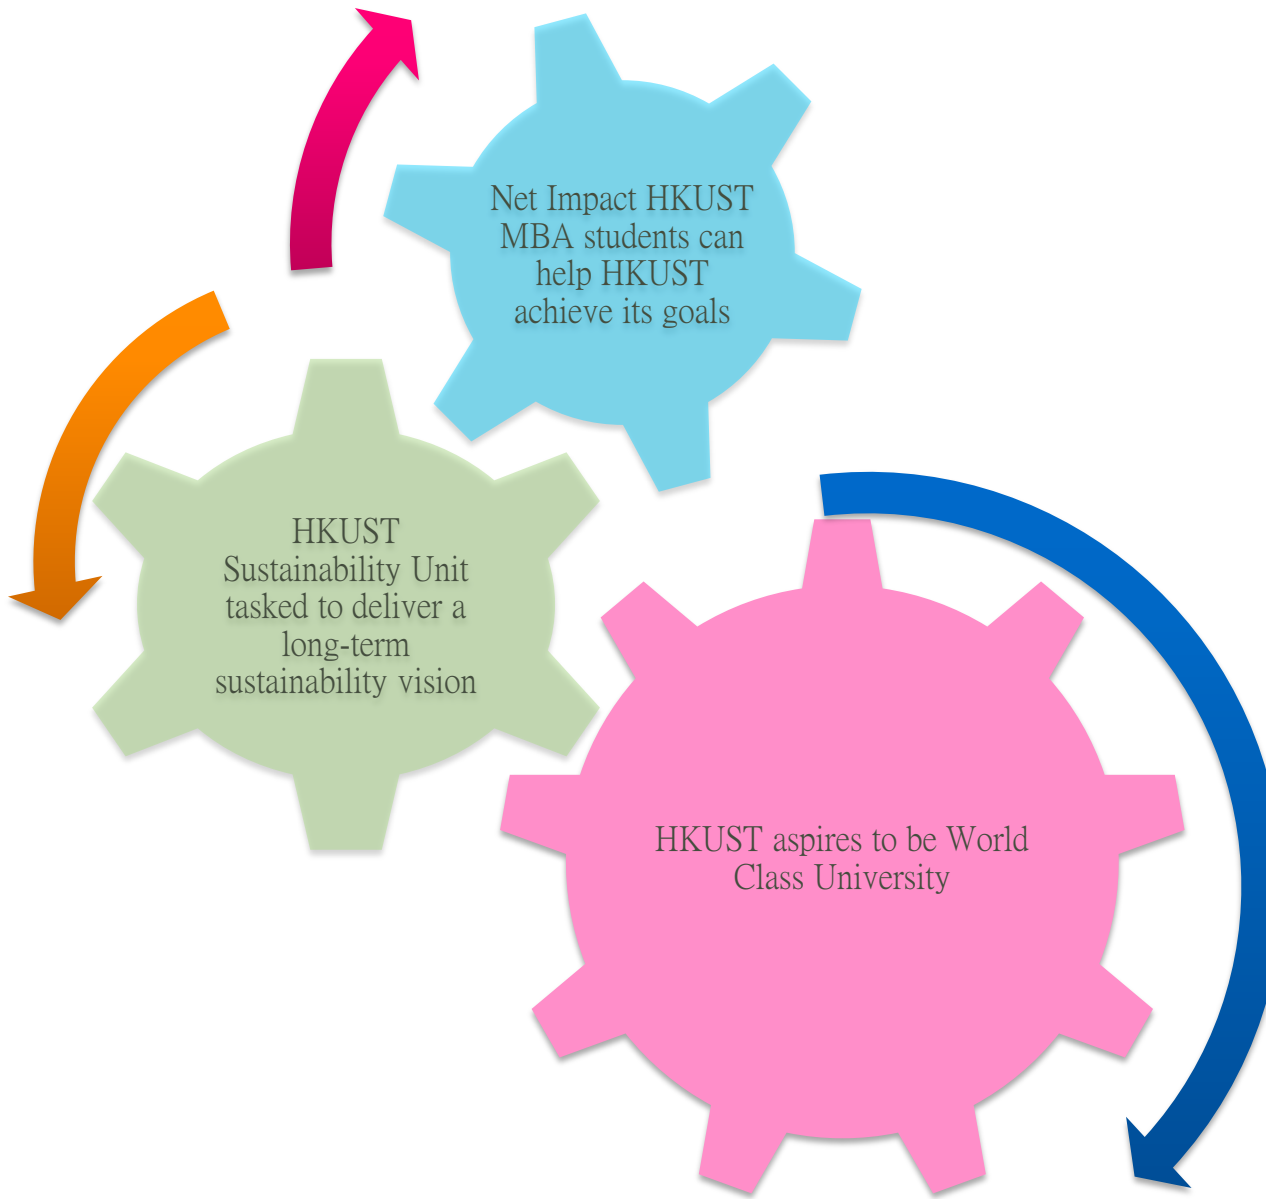 Net Impact HKUST
MBA students can
help HKUST
achieve its goals
HKUST
Sustainability Unit
tasked to deliver a
long-term
sustainability vision
HKUST aspires to be World
Class University